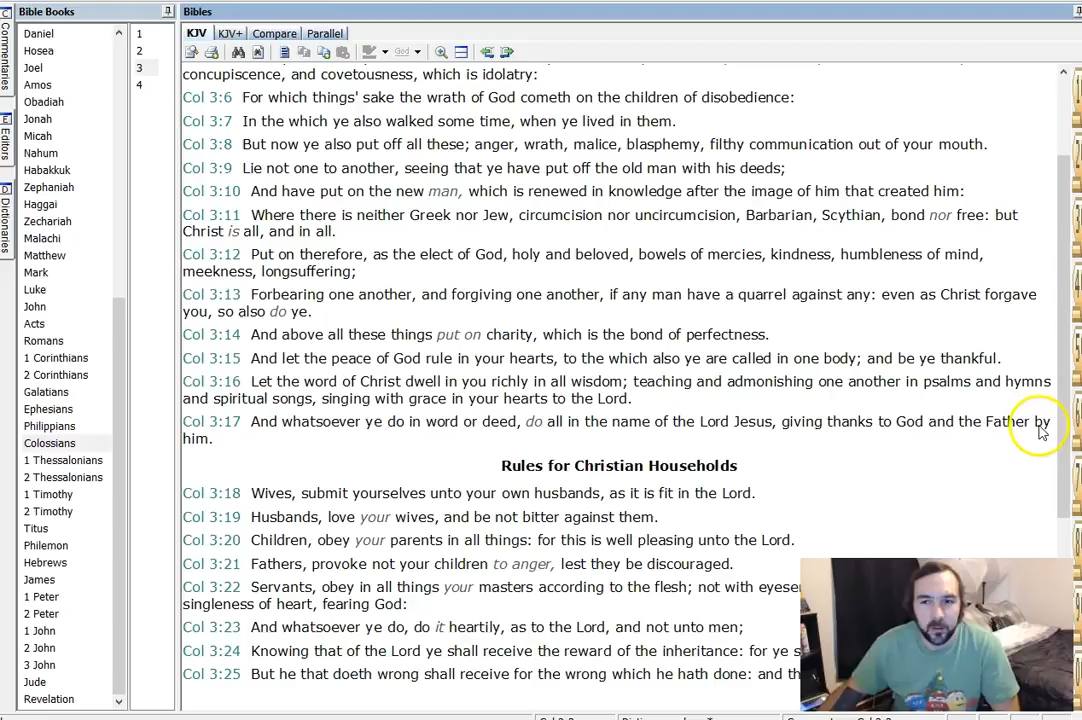 Bible Books
Bibles
Commentaries
Editors
Dictionaries
Daniel
Hosea
Joel
Amos
Obadiah
Jonah
Micah
Nahum
Habakkuk
Zephaniah
Haggai
Zechariah
Malachi
Matthew
Mark
Luke
John
Acts
Romans
1 Corinthians
2 Corinthians
Galatians
Ephesians
Philippians
Colossians
1 Thessalonians
2 Thessalonians
1 Timothy
2 Timothy
Titus
Philemon
Hebrews
James
1 Peter
2 Peter
1 John
2 John
3 John
Jude
Revelation
1
2
3
4
KJV KJV+ Compare Parallel
God
concupiscence, and covetousness, which is idolatry:
Col 3:6 For which things' sake the wrath of God cometh on the children of disobedience:
Col 3:7 In the which ye also walked some time, when ye lived in them.
Col 3:8 But now ye also put off all these; anger, wrath, malice, blasphemy, filthy communication out of your mouth.
Col 3:9 Lie not one to another, seeing that ye have put off the old man with his deeds;
Col 3:10 And have put on the new man, which is renewed in knowledge after the image of him that created him:
Col 3:11 Where there is neither Greek nor Jew, circumcision nor uncircumcision, Barbarian, Scythian, bond nor free: but
Christ is all, and in all.
Col 3:12 Put on therefore, as the elect of God, holy and beloved, bowels of mercies, kindness, humbleness of mind,
meekness, longsuffering;
Col 3:13 Forbearing one another, and forgiving one another, if any man have a quarrel against any: even as Christ forgave
you, so also do ye.
Col 3:14 And above all these things put on charity, which is the bond of perfectness.
Col 3:15 And let the peace of God rule in your hearts, to the which also ye are called in one body; and be ye thankful.
Col 3:16 Let the word of Christ dwell in you richly in all wisdom; teaching and admonishing one another in psalms and hymns
and spiritual songs, singing with grace in your hearts to the Lord.
Col 3:17 And whatsoever ye do in word or deed, do all in the name of the Lord Jesus, giving thanks to God and the Father by
him.
Rules for Christian Households
Col 3:18 Wives, submit yourselves unto your own husbands, as it is fit in the Lord.
Col 3:19 Husbands, love your wives, and be not bitter against them.
Col 3:20 Children, obey your parents in all things: for this is well pleasing unto the Lord.
Col 3:21 Fathers, provoke not your children to anger, lest they be discouraged.
Col 3:22 Servants, obey in all things your masters according to the flesh; not with
singleness of heart, fearing God:
Col 3:23 And whatsoever ye do, do it heartily, as to the Lord, and not unto men;
Col 3:24 Knowing that of the Lord ye shall receive the reward of the inheritance: for ye
Col 3:25 But he that doeth wrong shall receive for the wrong which he hath done: and